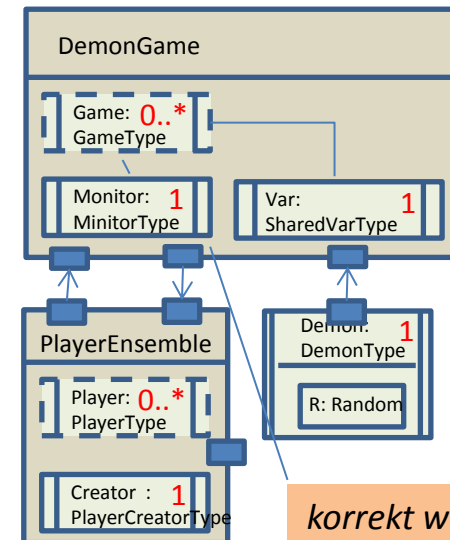 DemonGame
Game: 0..*
GameType
Monitor: 1
MinitorType
Var: 1
SharedVarType
PlayerEnsemble
Player: 0..*
PlayerType
Creator : 1
PlayerCreatorType
Demon: 1
DemonType
R: Random
korrekt w